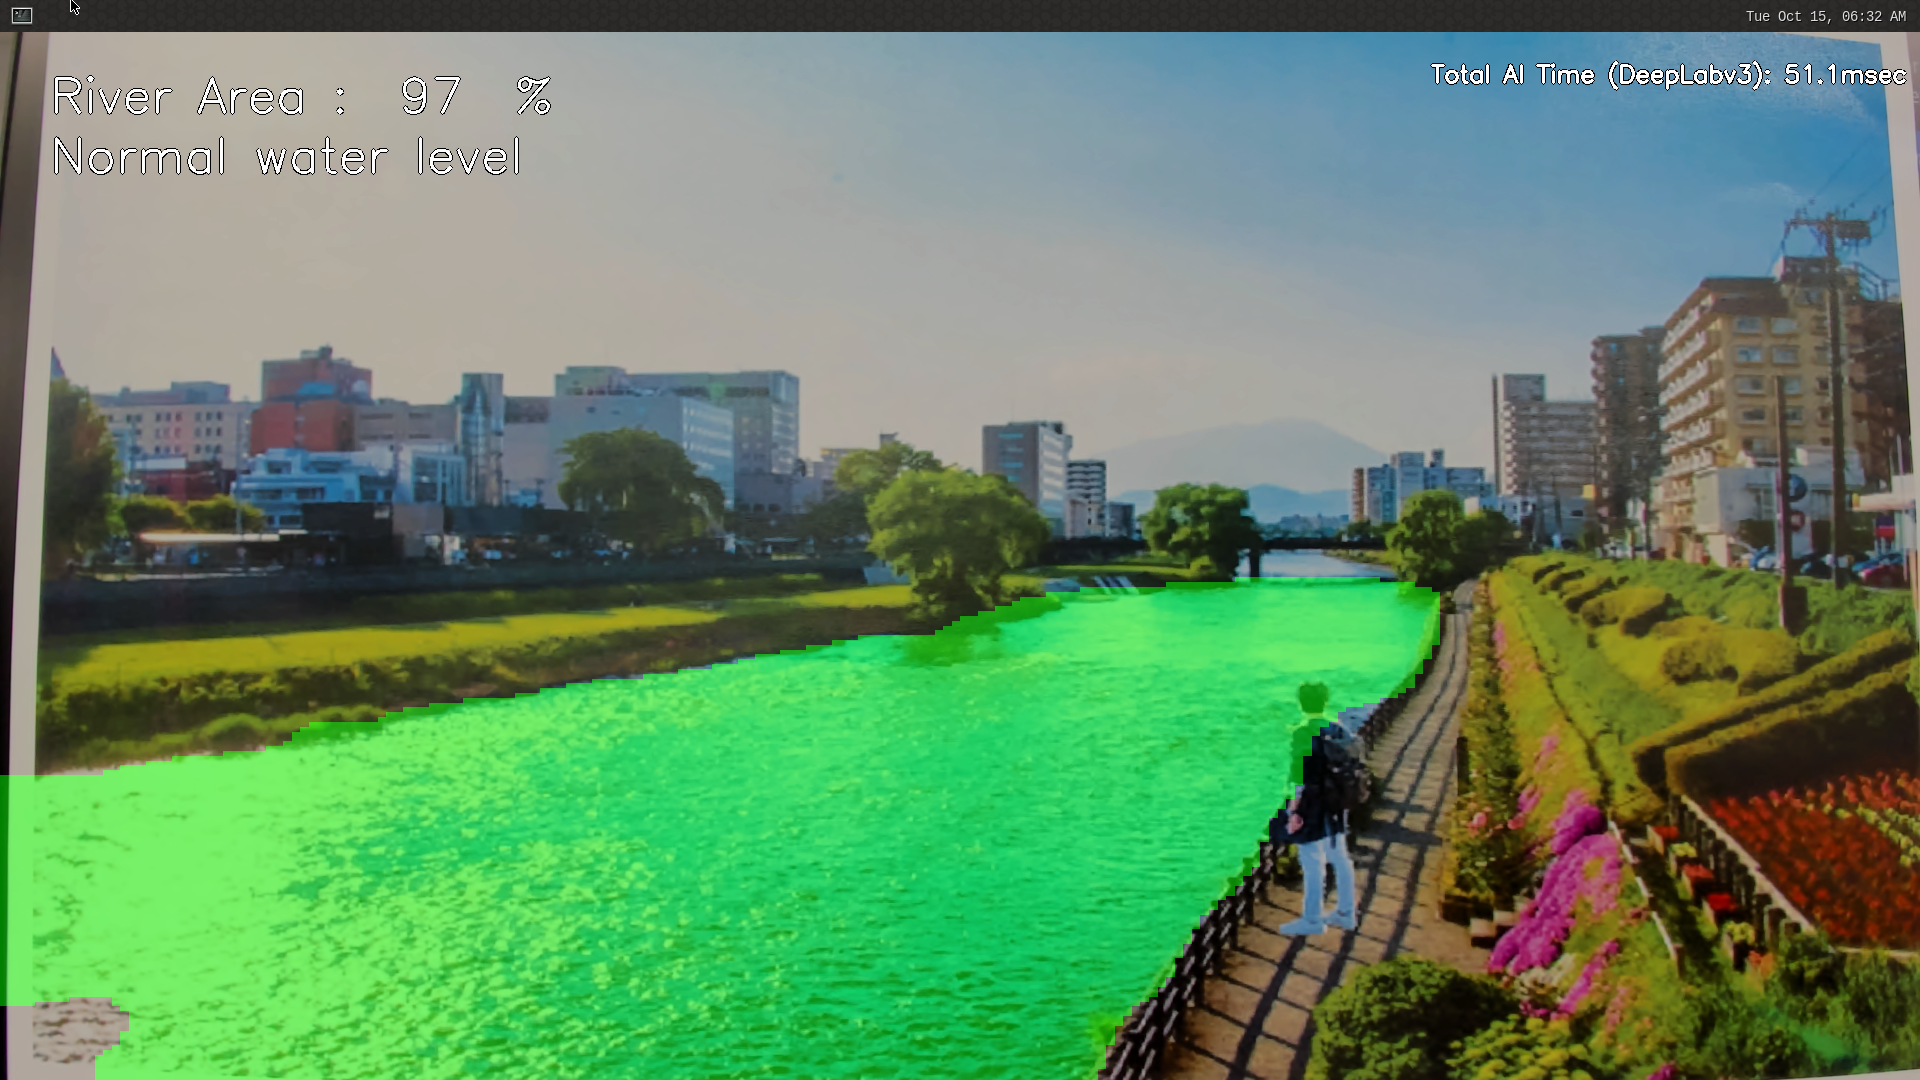 Tue Oct 15, 06:32 AM
River Area : 97 %
Normal water level
Total AI Time (DeepLabv3): 51.1msec